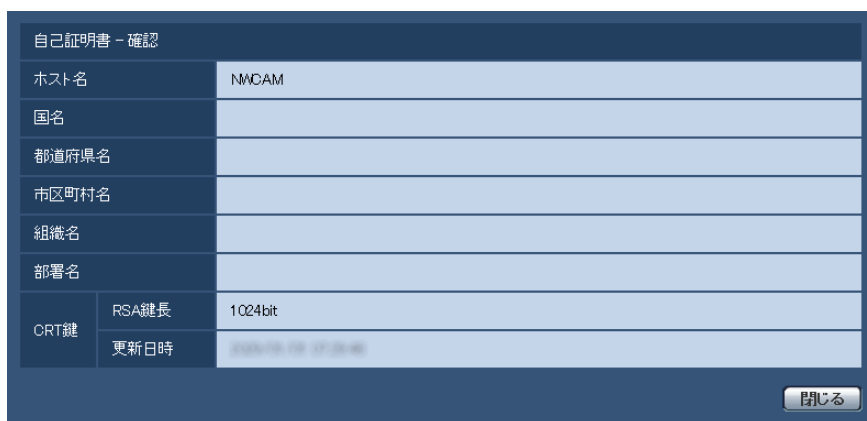 自己証明書 - 確認
ホスト名 NWCAM
国名
都道府県名
市区町村名
組織名
部署名
CRT鍵
RSA鍵長 1024bit
更新日時
閉じる